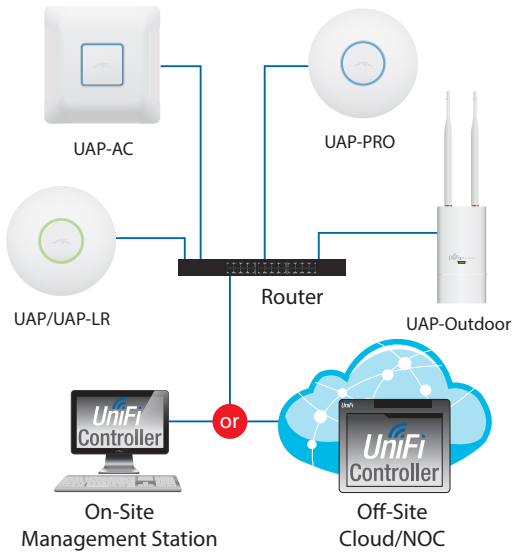 UAP-AC
UAP-PRO
UAP/UAP-LR
Router
UAP-Outdoor
UniFi
Controller
or
UniFi
UniFi
Controller
On-Site
Management Station
Off-Site
Cloud/NOC